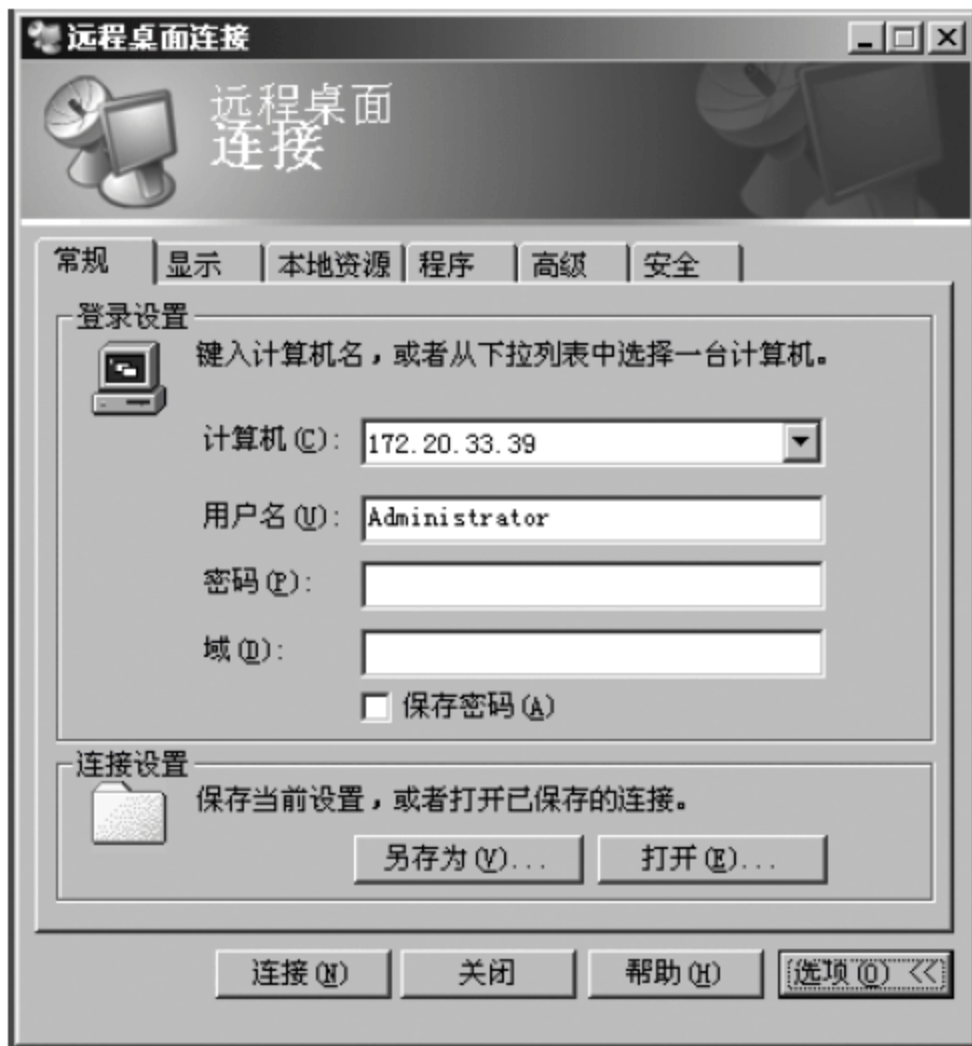 远程桌面连接
远程桌面
连接
常规 显示 本地资源 程序 高级 安全
登录设置
键入计算机名，或者从下拉列表中选择一台计算机。
计算机(C): 172.20.33.39
用户名(U): Administrator
密码(P):
域(D):
保存密码(A)
连接设置
保存当前设置，或者打开已保存的连接。
另存为(V)... 打开(E)...
连接(N) 关闭 帮助(H) 选项(O) <<